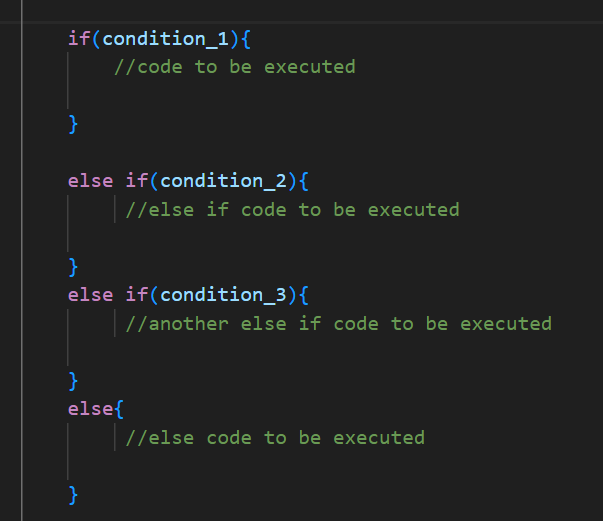 if(condition_1){
//code to be executed
}
else if(condition_2){
//else if code to be executed
}
else if(condition_3){
//another else if code to be executed
}
else{
//else code to be executed
}